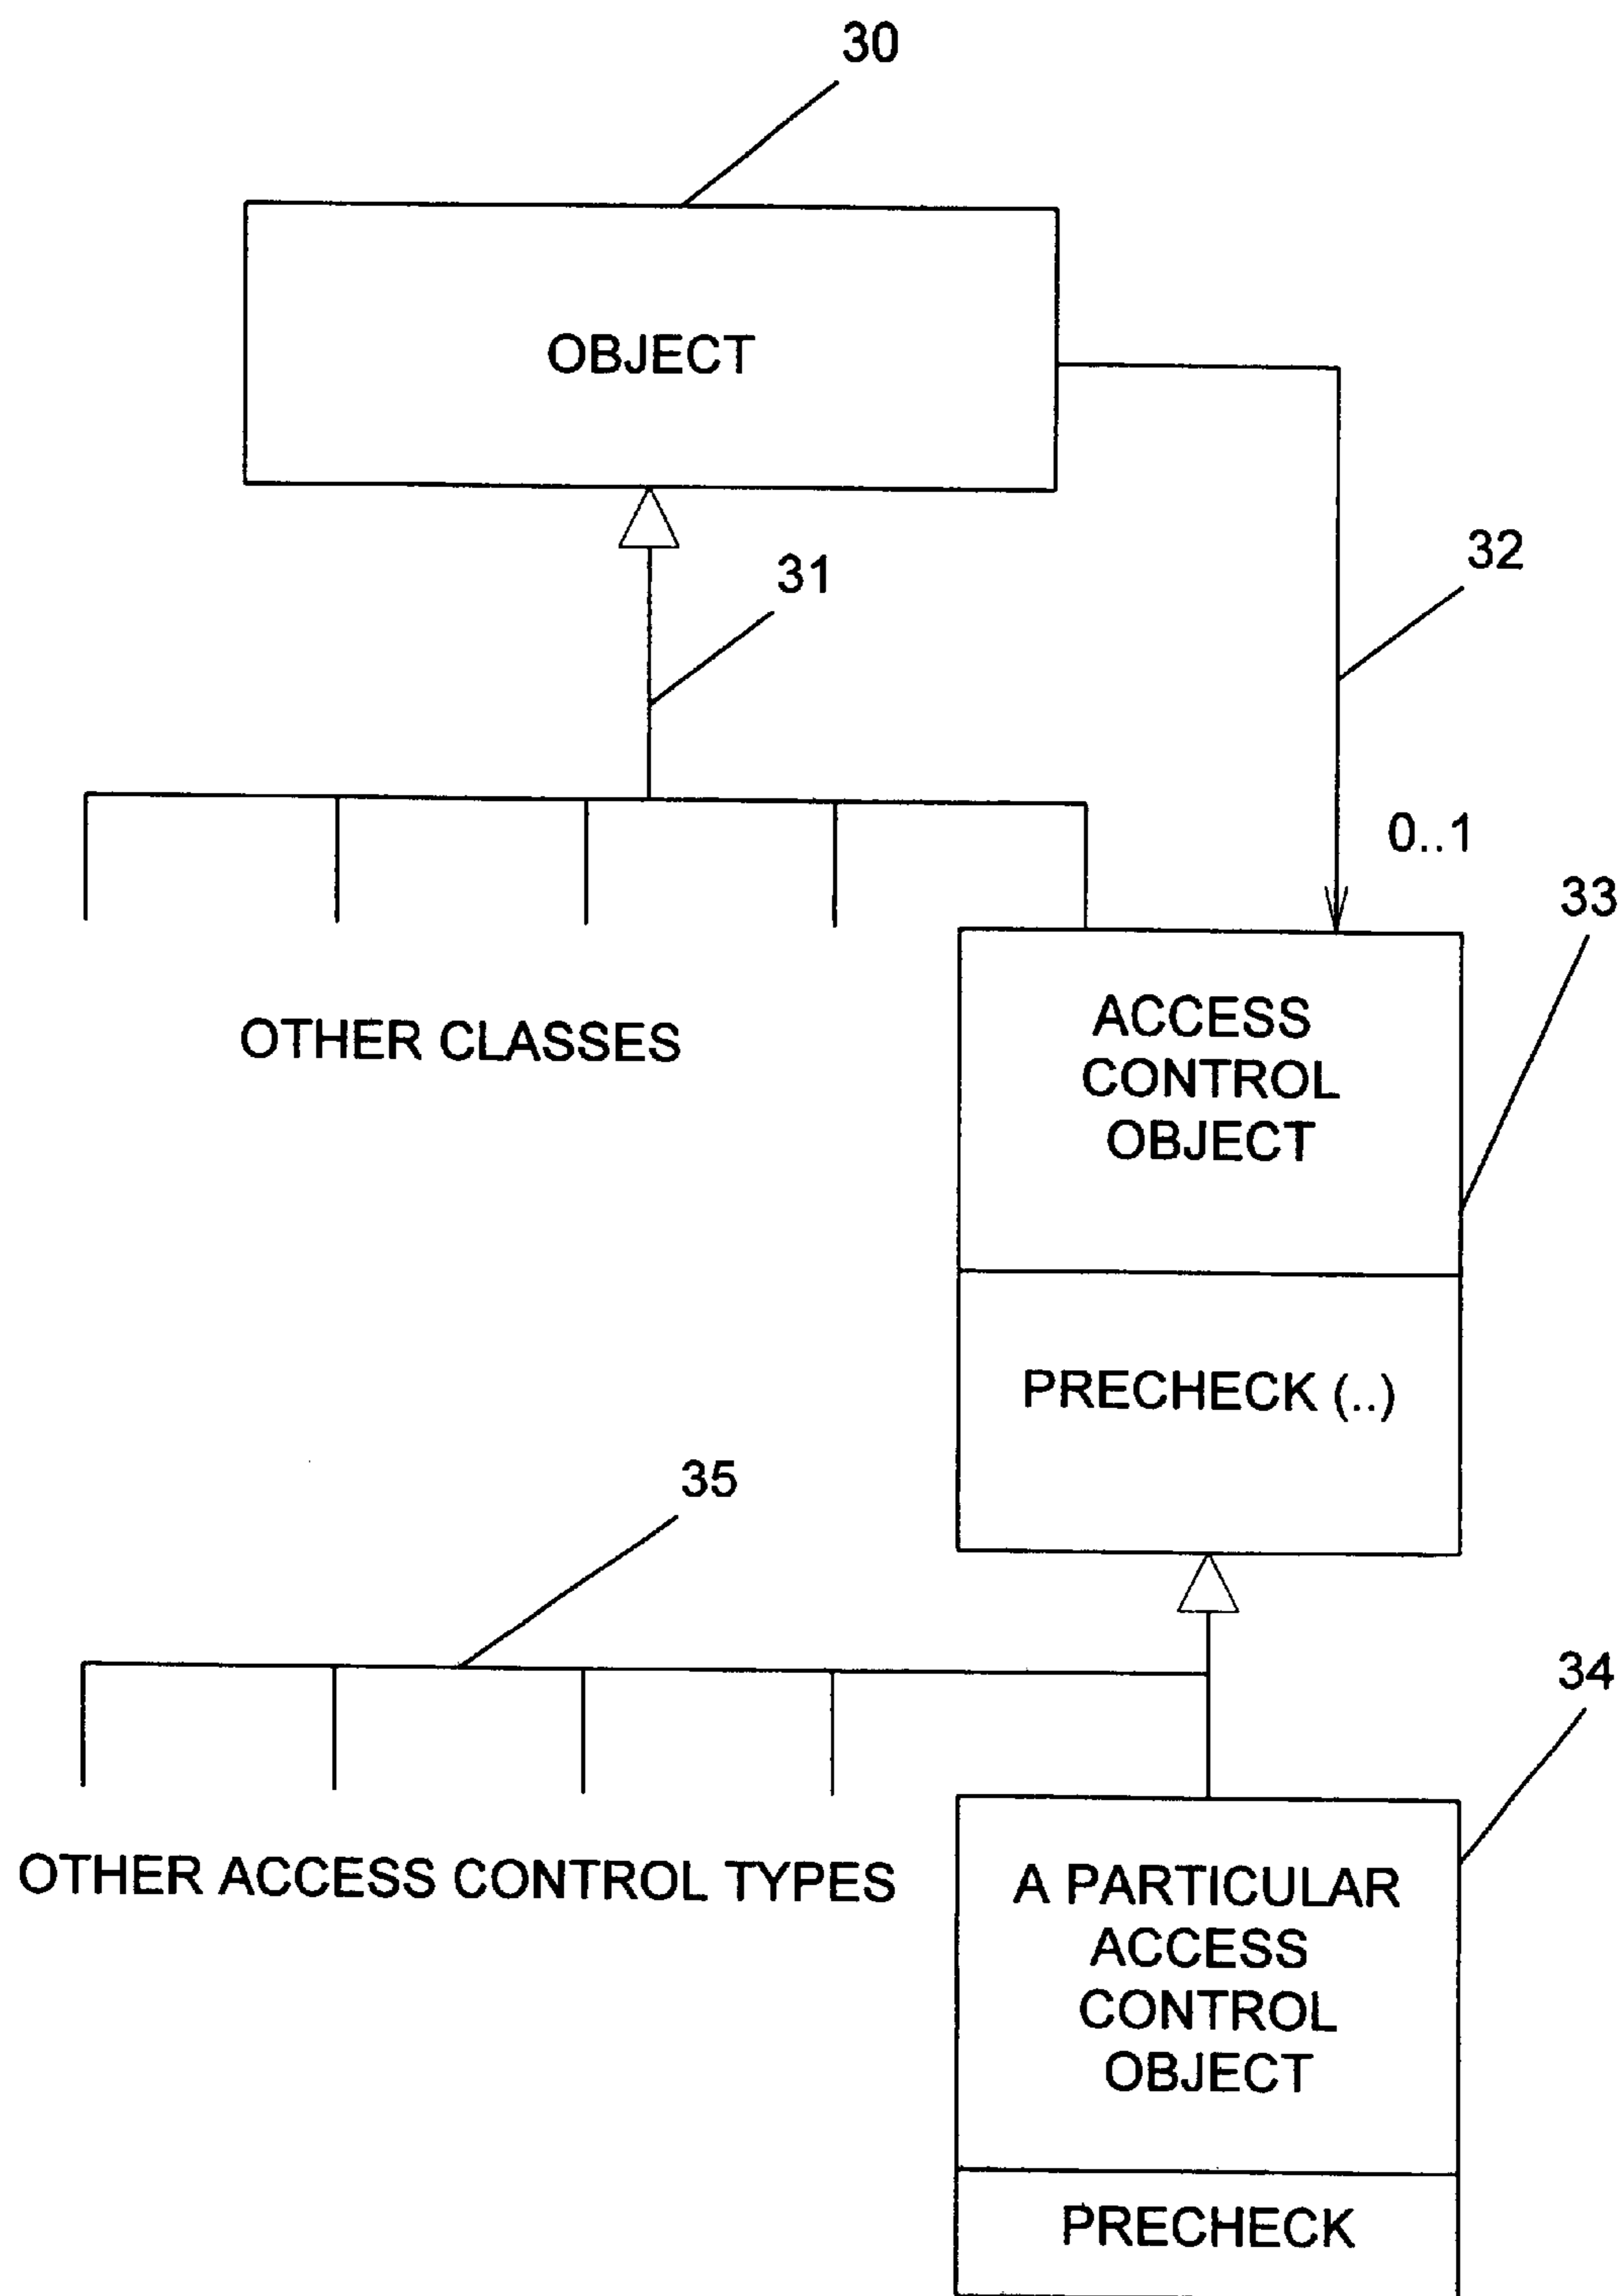 30
OBJECT
31
32
0..1
33
OTHER CLASSES
ACCESS
CONTROL
OBJECT
PRECHECK (..)
35
34
OTHER ACCESS CONTROL TYPES
A PARTICULAR
ACCESS
CONTROL
OBJECT
PRECHECK